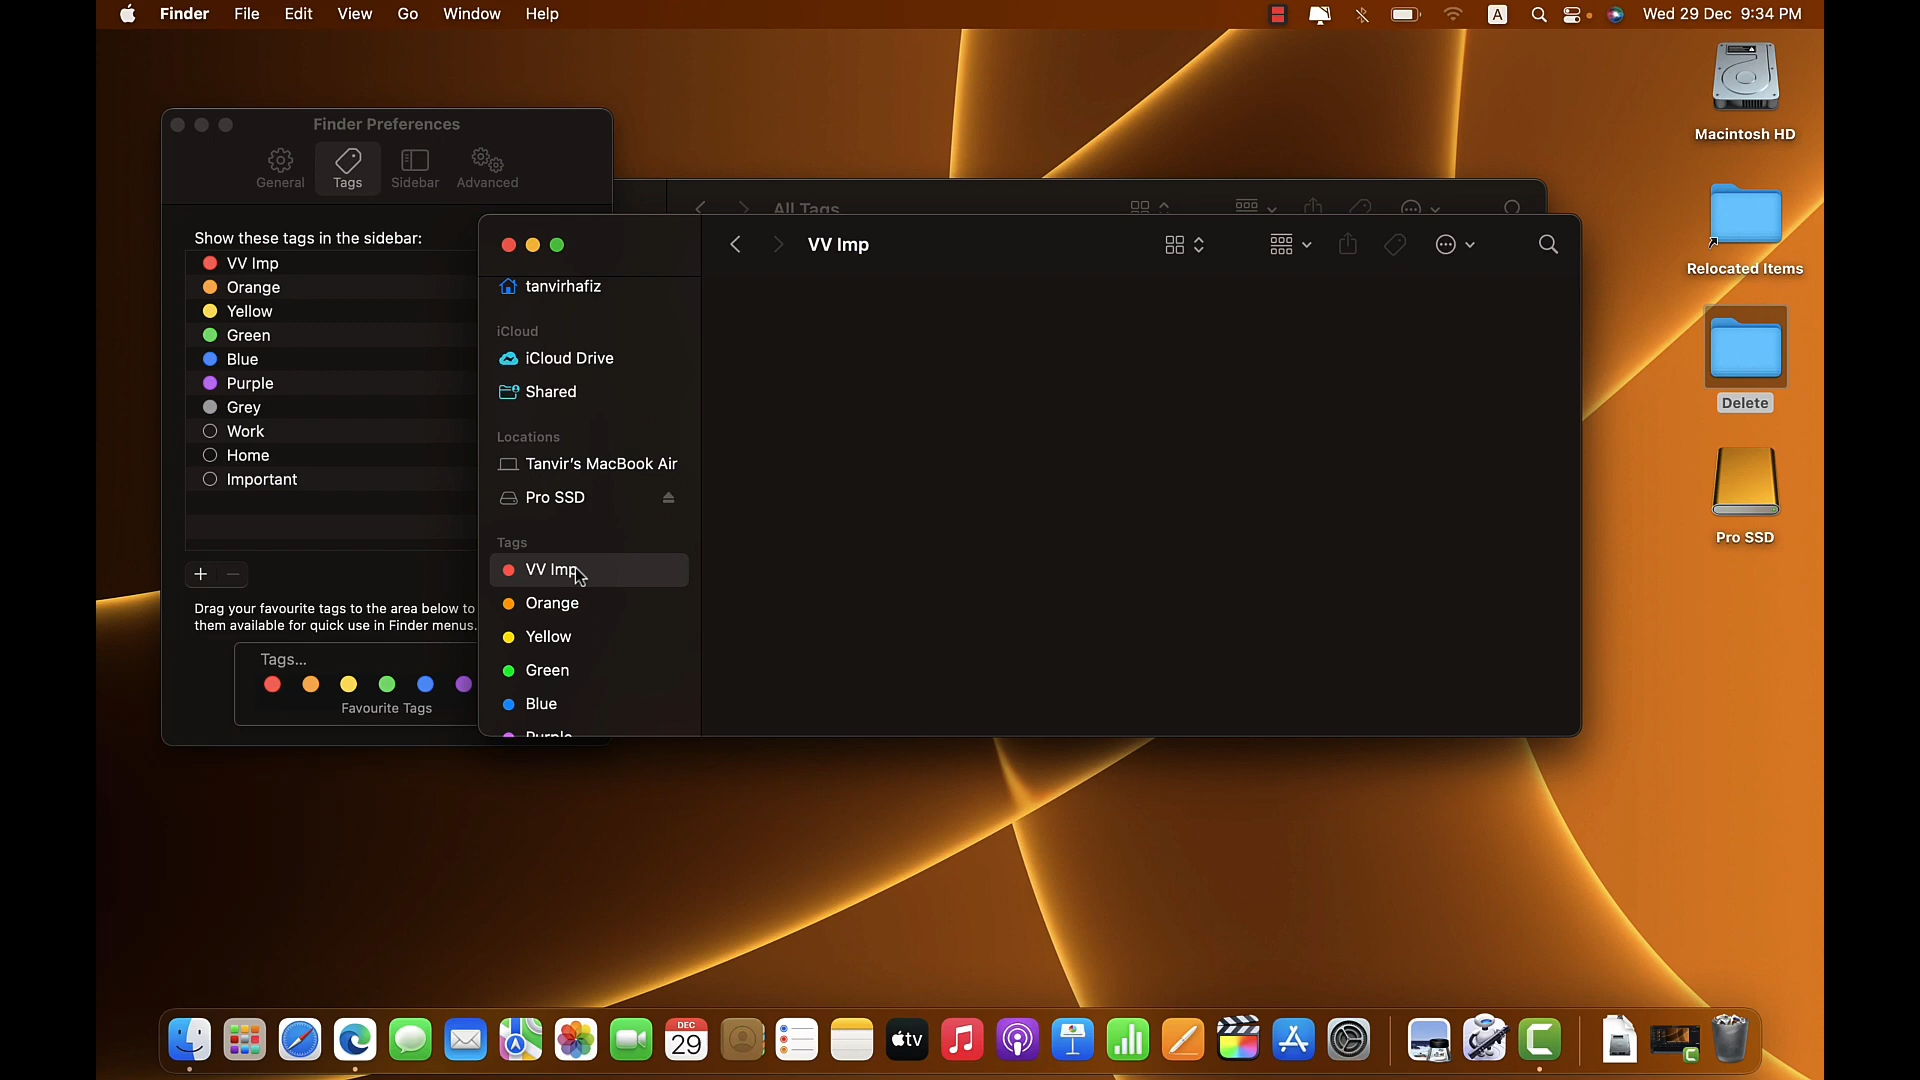 Finder File Edit View Go Window Help
A
Wed 29 Dec 9:34 PM
Finder Preferences
General Tags Sidebar Advanced
Show these tags in the sidebar:
VV Imp
Orange
Yellow
Green
Blue
Purple
Grey
Work
Home
Important
+ −
Drag your favourite tags to the area below to
them available for quick use in Finder menus.
Tags...
Favourite Tags
All Tags
VV Imp
tanvirhafiz
iCloud
iCloud Drive
Shared
Locations
Tanvir's MacBook Air
Pro SSD
Tags
VV Imp
Orange
Yellow
Green
Blue
Purple
Macintosh HD
Relocated Items
Delete
Pro SSD
DEC
29
tv